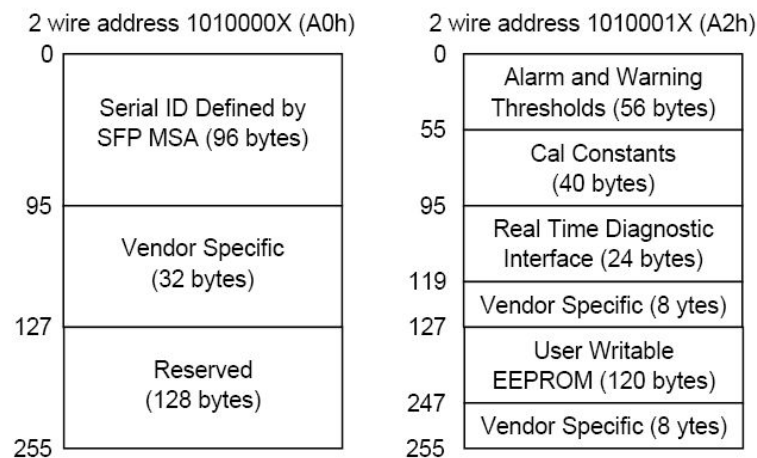 2 wire address 1010000X (A0h)
0
Serial ID Defined by
SFP MSA (96 bytes)
95
Vendor Specific
(32 bytes)
127
Reserved
(128 bytes)
255
2 wire address 1010001X (A2h)
0
Alarm and Warning
Thresholds (56 bytes)
55
Cal Constants
(40 bytes)
95
Real Time Diagnostic
Interface (24 bytes)
119
Vendor Specific (8 ytes)
127
User Writable
EEPROM (120 bytes)
247
Vendor Specific (8 ytes)
255